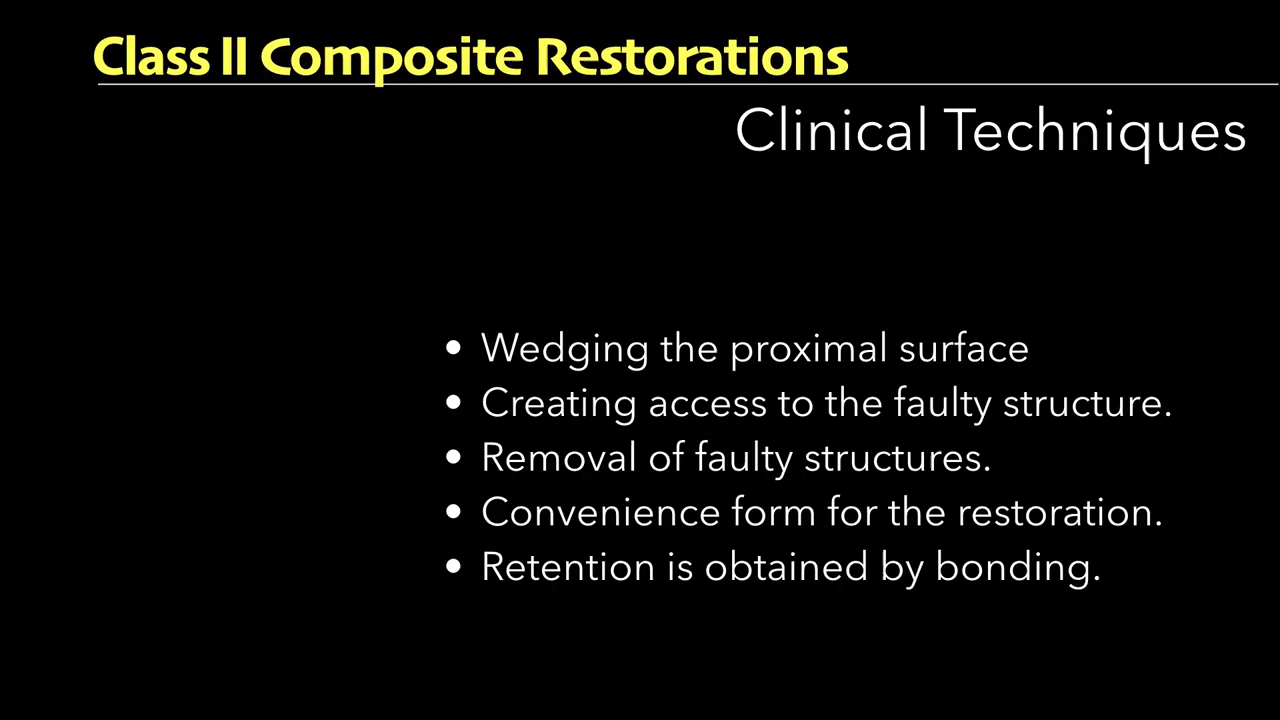 Class II Composite Restorations
Clinical Techniques
• Wedging the proximal surface
• Creating access to the faulty structure.
• Removal of faulty structures.
• Convenience form for the restoration.
• Retention is obtained by bonding.